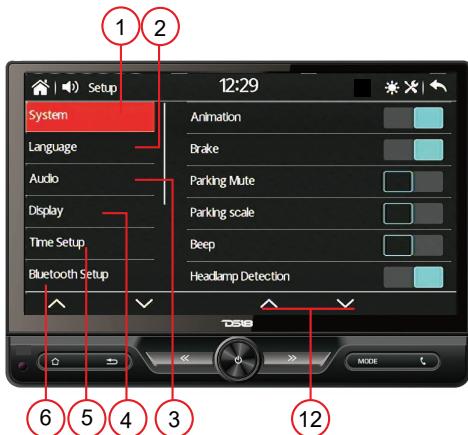 1
2
Setup
12:29
System
Animation
Language
Brake
Audio
Parking Mute
Display
Parking scale
Time Setup
Beep
Bluetooth Setup
Headlamp Detection
DS18
MODE
6
5
4
3
12